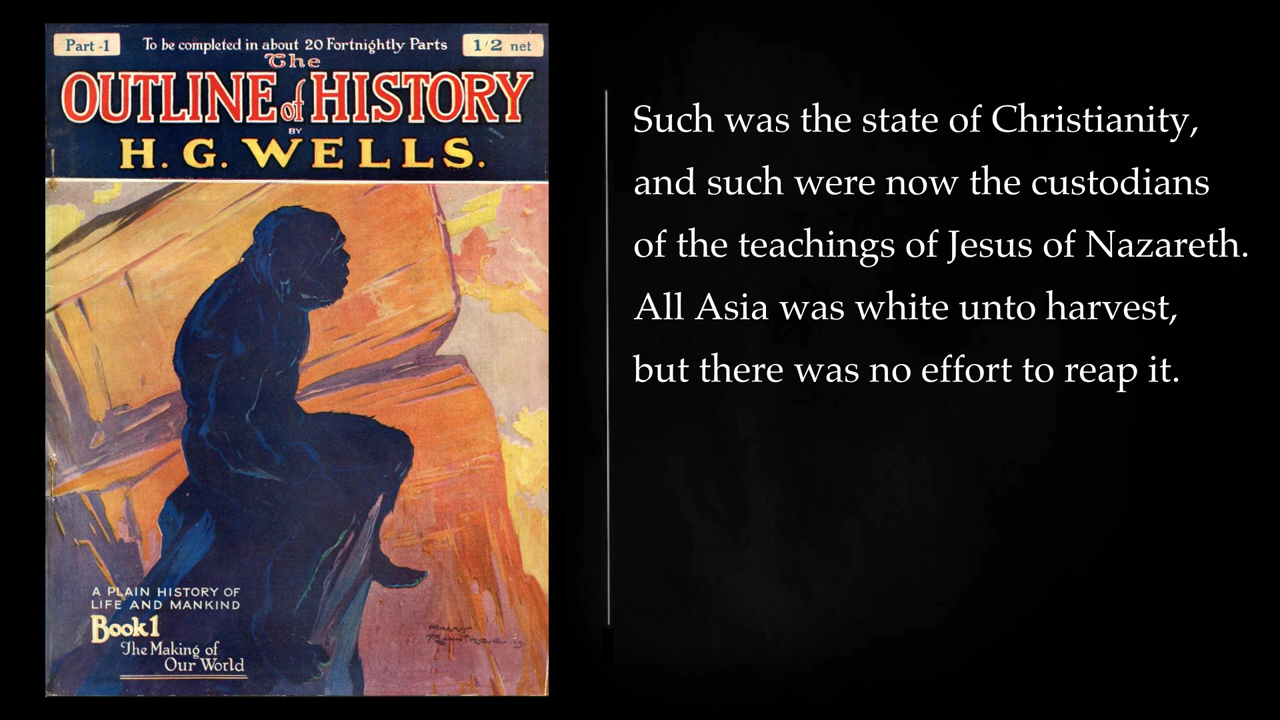 Part -1
To be completed in about 20 Fortnightly Parts
1/2 net
The
OUTLINE of HISTORY
BY
H. G. WELLS.
A PLAIN HISTORY OF
LIFE AND MANKIND
Book 1
The Making of
Our World
Such was the state of Christianity,
and such were now the custodians
of the teachings of Jesus of Nazareth.
All Asia was white unto harvest,
but there was no effort to reap it.